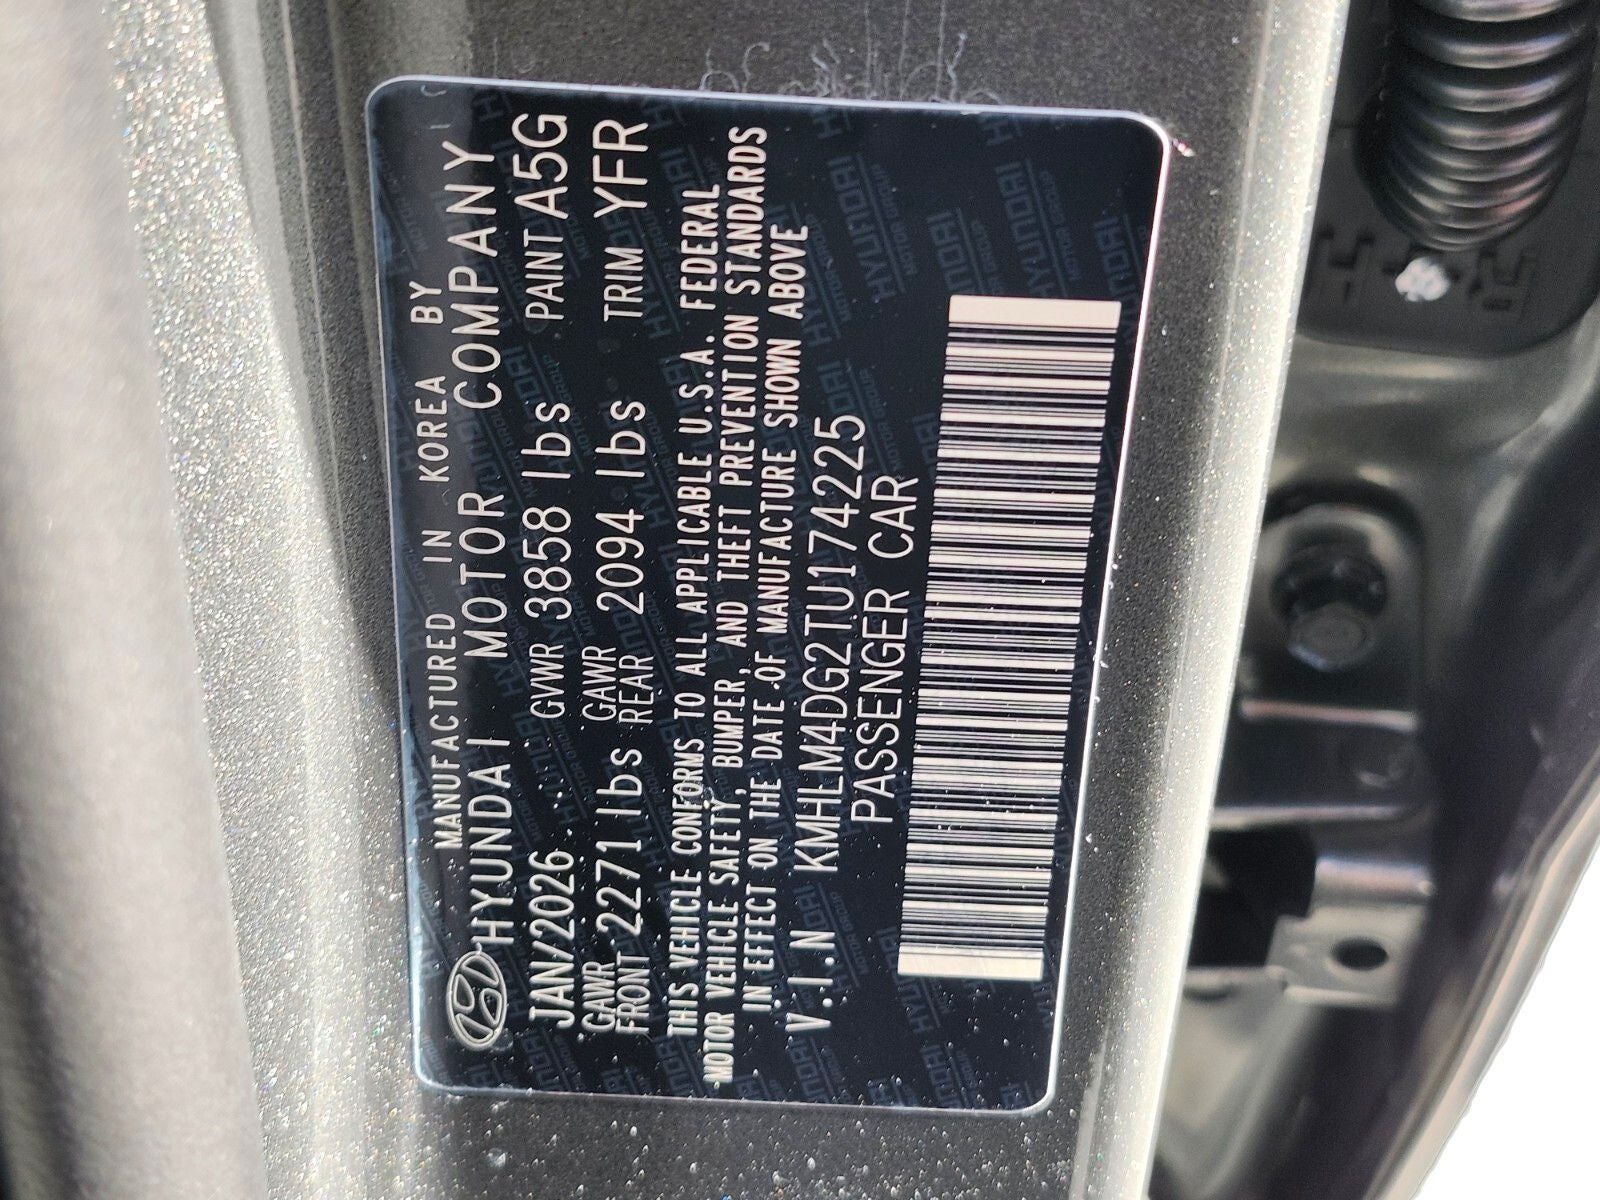 MANUFACTURED IN KOREA BY
HYUNDAI MOTOR COMPANY
JAN/2026 GVWR 3858 lbs PAINT A5G
GAWR FRONT 2271 lbs GAWR REAR 2094 lbs TRIM YFR
THIS VEHICLE CONFORMS TO ALL APPLICABLE U.S.A. FEDERAL
MOTOR VEHICLE SAFETY, BUMPER, AND THEFT PREVENTION STANDARDS
IN EFFECT ON THE DATE OF MANUFACTURE SHOWN ABOVE
V.I.N KMHLM4DG2TU174225
PASSENGER CAR